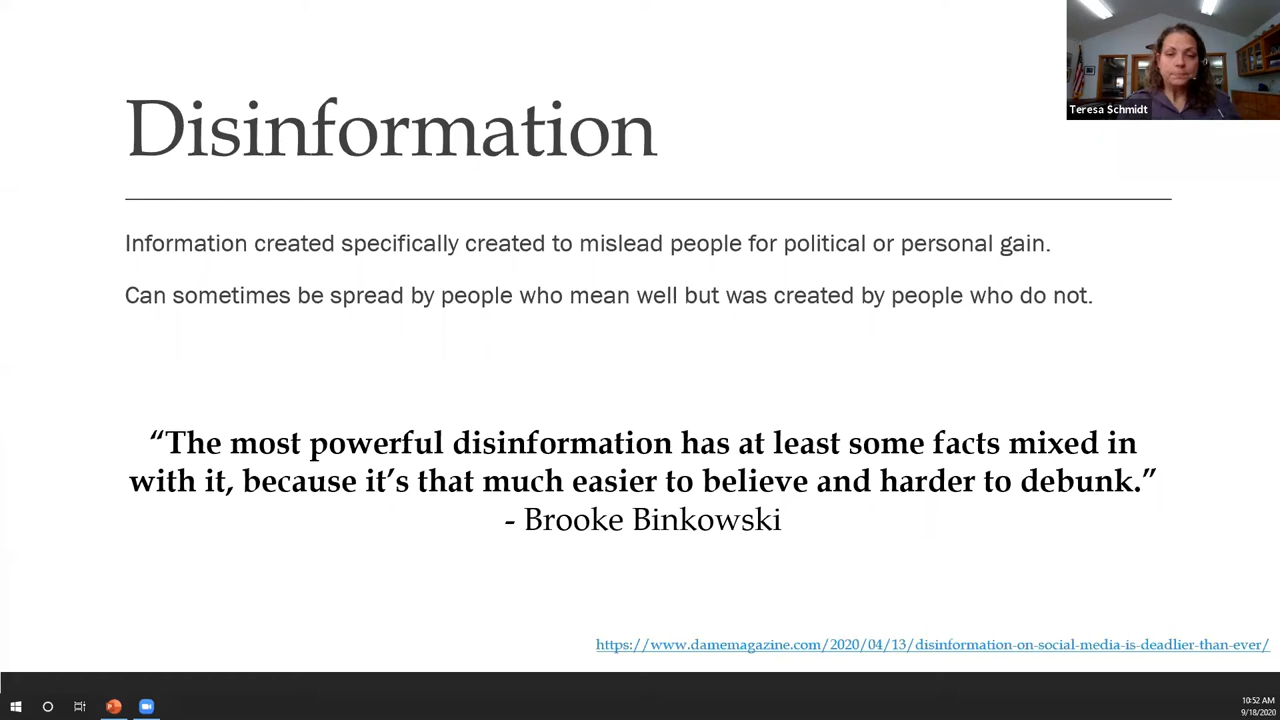 Teresa Schmidt
Disinformation
Information created specifically created to mislead people for political or personal gain.
Can sometimes be spread by people who mean well but was created by people who do not.
“The most powerful disinformation has at least some facts mixed in
with it, because it’s that much easier to believe and harder to debunk.”
- Brooke Binkowski
https://www.damemagazine.com/2020/04/13/disinformation-on-social-media-is-deadlier-than-ever/
10:52 AM
9/18/2020